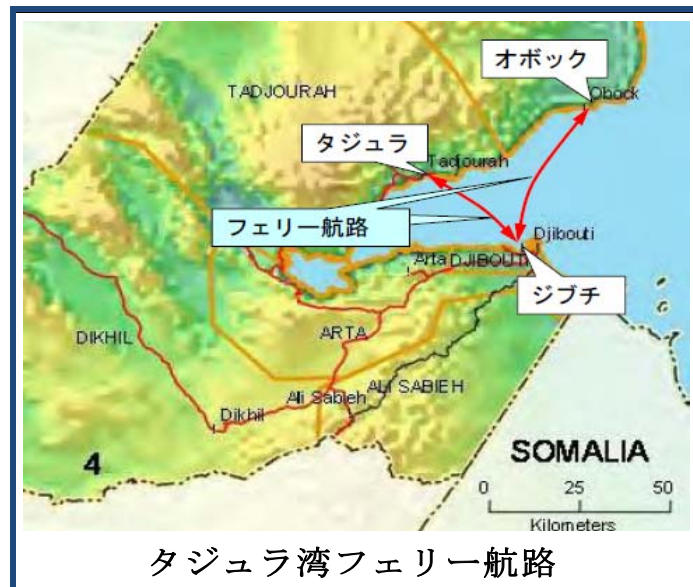 オボック
Obock
TADJOURAH
タジュラ
Tadjourah
フェリー航路
Djibouti
Arta
DJIBOUT
ジブチ
DIKHIL
ARTA
Ali Sabieh
ALI SABIEH
Dikhil
4
SOMALIA
0 25 50
Kilometers
タジュラ湾フェリー航路